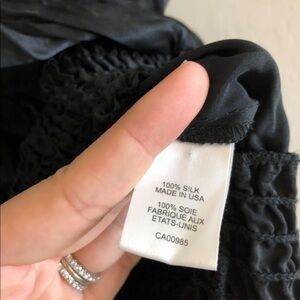 100% SILK
MADE IN USA
100% SOIE
FABRIQUE AUX
ETATS-UNIS
CA00985